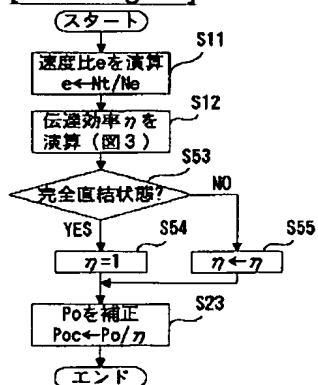 スタート
S11
速度比eを演算
e←Nt/Ne
S12
伝達効率ηを
演算(図3)
S53
完全直結状態?
NO
YES
S54
S55
η=1
η←η
S23
Poを補正
Poc←Po/η
エンド